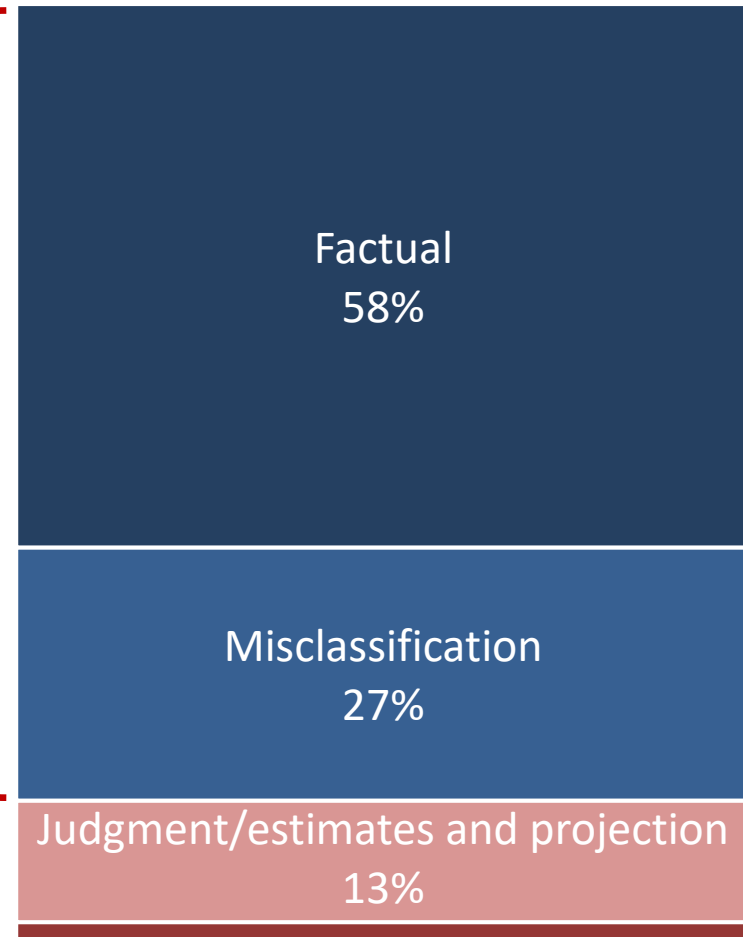 Factual
58%
Misclassification
27%
Judgment/estimates and projection
13%